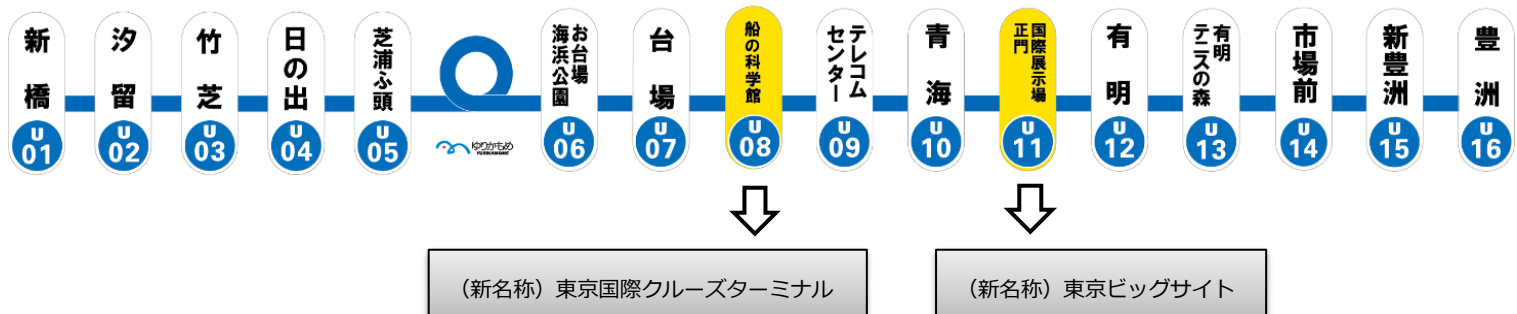 新橋
U
01
汐留
U
02
竹芝
U
03
日の出
U
04
芝浦ふ頭
U
05
ゆりかもめ
YURIKAMOME
お台場
海浜公園
U
06
台場
U
07
船の科学館
U
08
テレコム
センター
U
09
青海
U
10
国際展示場
正門
U
11
有明
U
12
有明
テニスの森
U
13
市場前
U
14
新豊洲
U
15
豊洲
U
16
（新名称）東京国際クルーズターミナル
（新名称）東京ビッグサイト